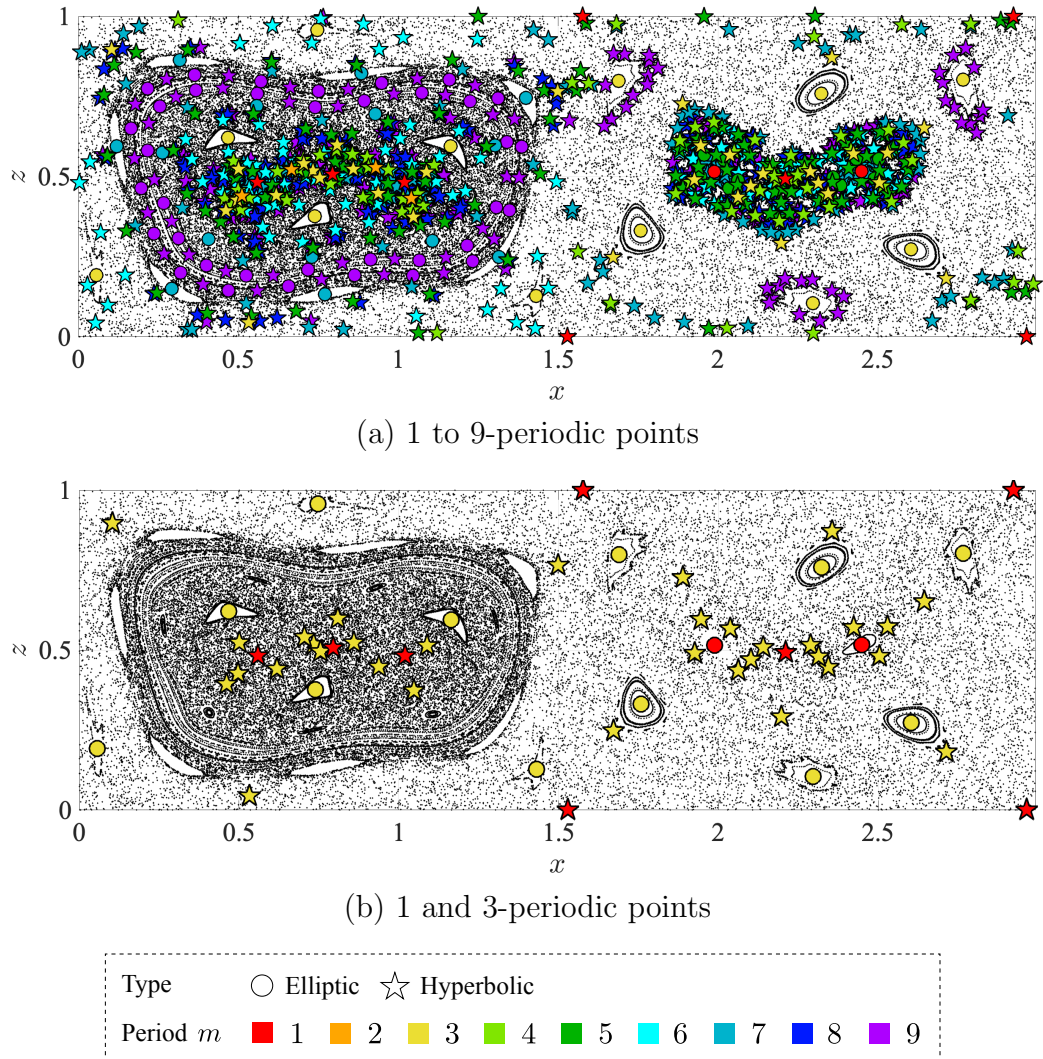 1
z
0.5
0
0 0.5 1 1.5 2 2.5
x
(a) 1 to 9-periodic points
1
z
0.5
0
0 0.5 1 1.5 2 2.5
x
(b) 1 and 3-periodic points
Type Elliptic Hyperbolic
Period m 1 2 3 4 5 6 7 8 9